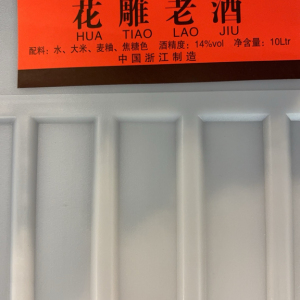 花雕老酒
HUA TIAO LAO JIU
配料：水、大米、麦糟、焦糖色 酒精度：14%vol 净含量：10Ltr
中国浙江制造